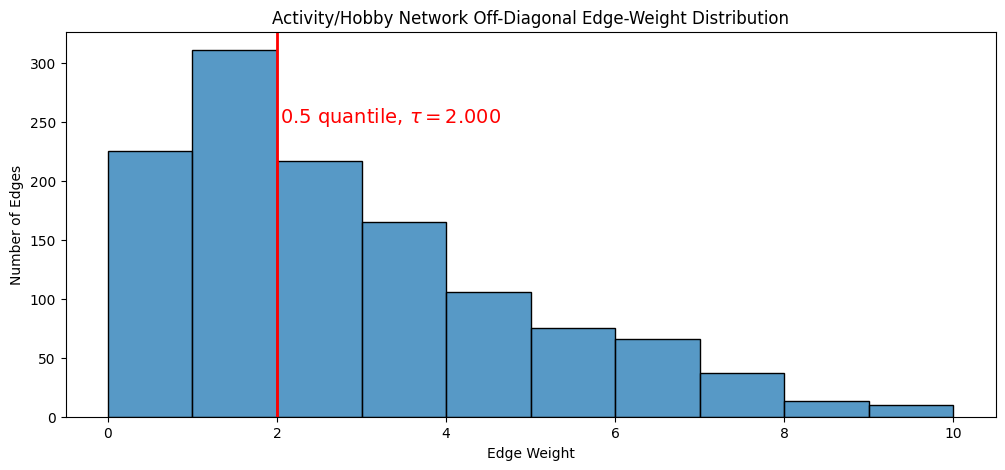 Activity/Hobby Network Off-Diagonal Edge-Weight Distribution
300
250
200
150
100
50
0
Number of Edges
0.5 quantile, τ = 2.000
0 2 4 6 8 10
Edge Weight